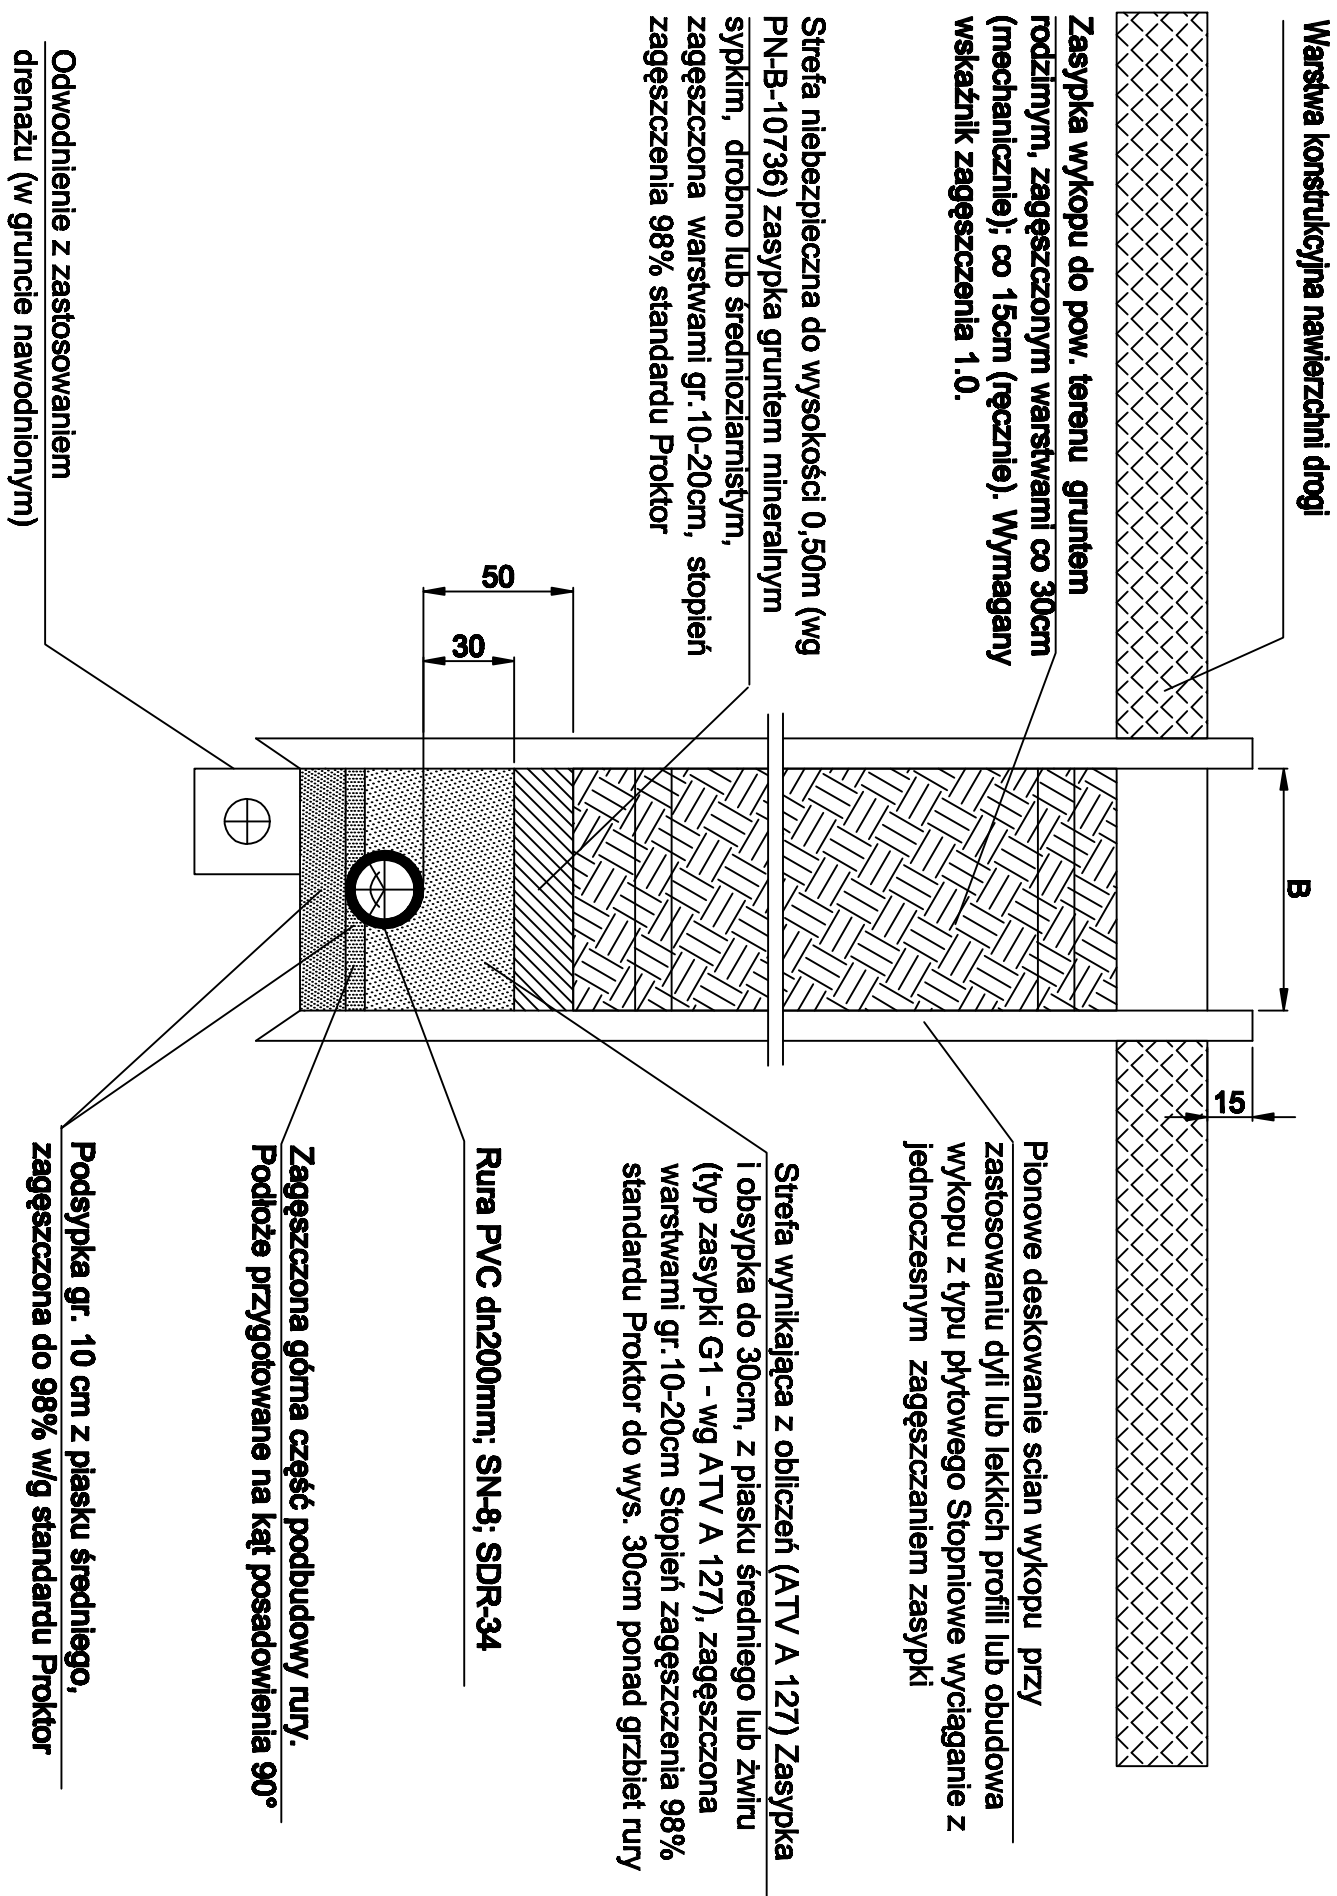 Warstwa konstrukcyjna nawierzchni drogi
Zasypka wykopu do pow. terenu gruntem
rodzimym, zagęszczonym warstwami co 30cm
(mechanicznie); co 15cm (ręcznie). Wymagany
wskaźnik zagęszczenia 1.0.
Strefa niebezpieczna do wysokości 0,50m (wg
PN-B-10736) zasypka gruntem mineralnym
sypkim, drobno lub średnioziarnistym,
zagęszczona warstwami gr.10-20cm, stopień
zagęszczenia 98% standardu Proktor
Odwodnienie z zastosowaniem
drenażu (w gruncie nawodnionym)
50
30
B
15
Pionowe deskowanie scian wykopu przy
zastosowaniu dyli lub lekkich profili lub obudowa
wykopu z typu płytowego Stopniowe wyciąganie z
jednoczesnym zagęszczaniem zasypki
Strefa wynikająca z obliczeń (ATV A 127) Zasypka
i obsypka do 30cm, z piasku średniego lub żwiru
(typ zasypki G1 - wg ATV A 127), zagęszczona
warstwami gr.10-20cm Stopień zagęszczenia 98%
standardu Proktor do wys. 30cm ponad grzbiet rury
Rura PVC dn200mm; SN-8; SDR-34
Zagęszczona górna część podbudowy rury.
Podłoże przygotowane na kąt posadowienia 90°
Podsypka gr. 10 cm z piasku średniego,
zagęszczona do 98% w/g standardu Proktor